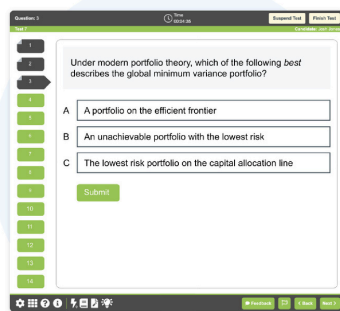 Question: 3
Time
Suspend Test
Finish Test
Test 7
1
2
Under modern portfolio theory, which of the following best
describes the global minimum variance portfolio?
3
4
A A portfolio on the efficient frontier
5
6
B An unachievable portfolio with the lowest risk
7
C The lowest risk portfolio on the capital allocation line
8
9
Submit
10
11
12
13
14
Feedback
< Back
Next >